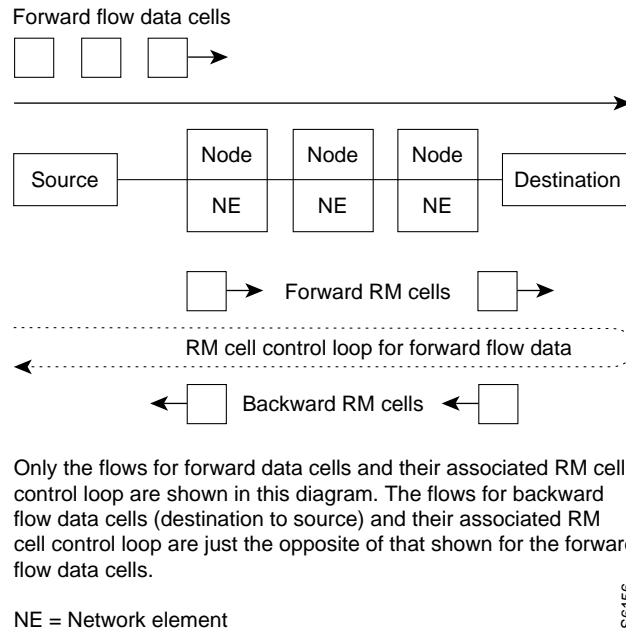 Forward flow data cells
Source
Node
Node
Node
NE
NE
NE
Destination
Forward RM cells
RM cell control loop for forward flow data
Backward RM cells
Only the flows for forward data cells and their associated RM cell
control loop are shown in this diagram. The flows for backward
flow data cells (destination to source) and their associated RM
cell control loop are just the opposite of that shown for the forward
flow data cells.
NE = Network element